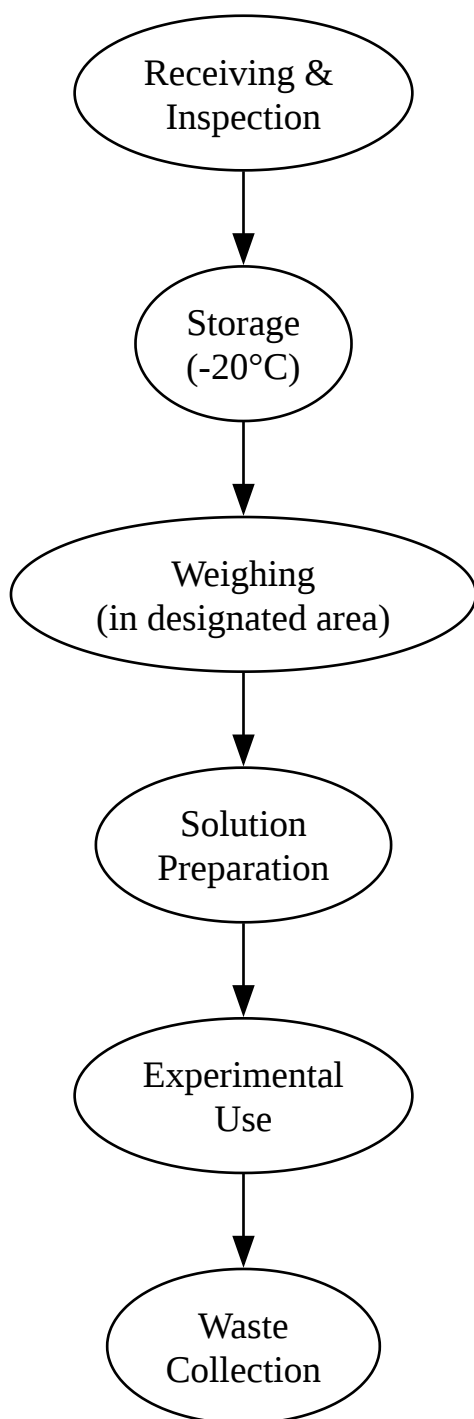 Receiving &
Inspection
Storage
(-20°C)
Weighing
(in designated area)
Solution
Preparation
Experimental
Use
Waste
Collection